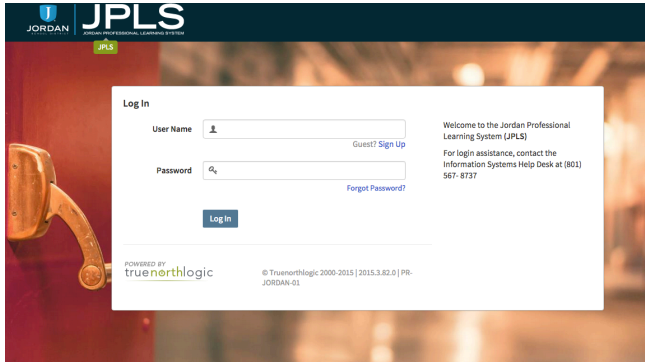 J
JORDAN
SCHOOL DISTRICT
JPLS
JORDAN PROFESSIONAL LEARNING SYSTEM
JPLS
Log In
User Name
Guest? Sign Up
Password
Forgot Password?
Log In
Welcome to the Jordan Professional
Learning System (JPLS)
For login assistance, contact the
Information Systems Help Desk at (801)
567- 8737
POWERED BY
truenorthlogic
© Truenorthlogic 2000-2015 | 2015.3.82.0 | PR-
JORDAN-01